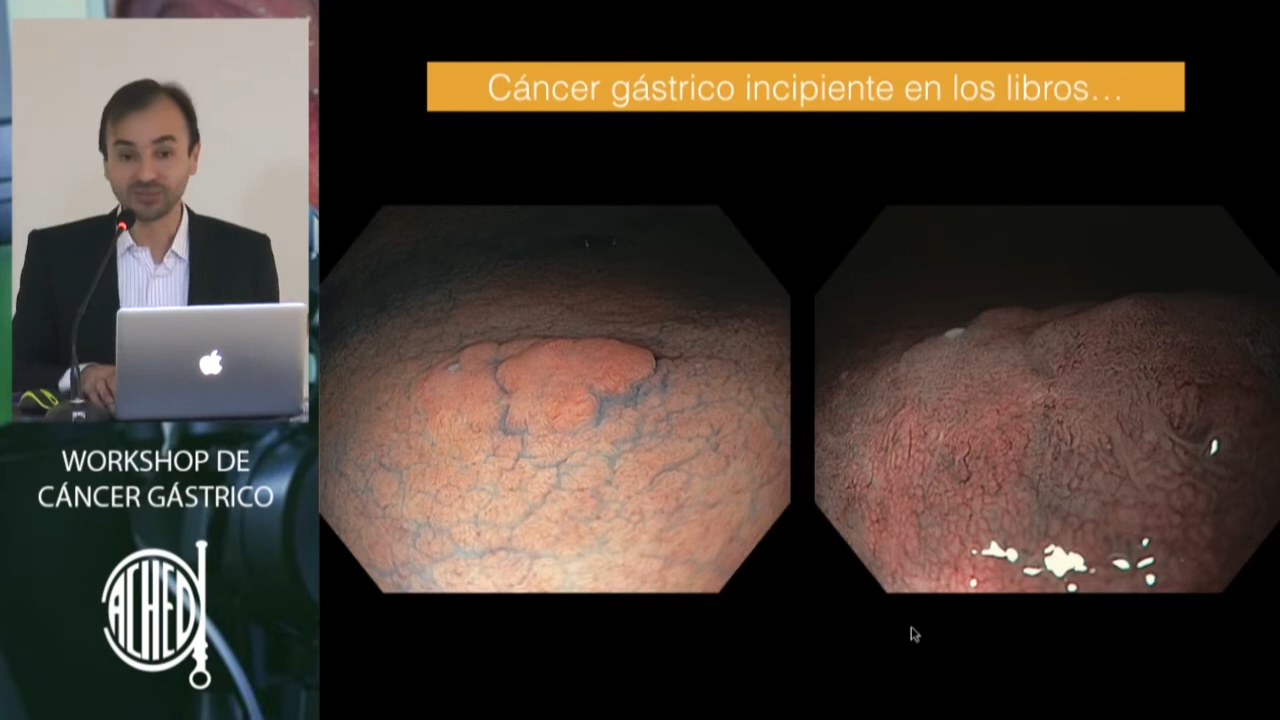 Cáncer gástrico incipiente en los libros…
WORKSHOP DE
CÁNCER GÁSTRICO
ACHED